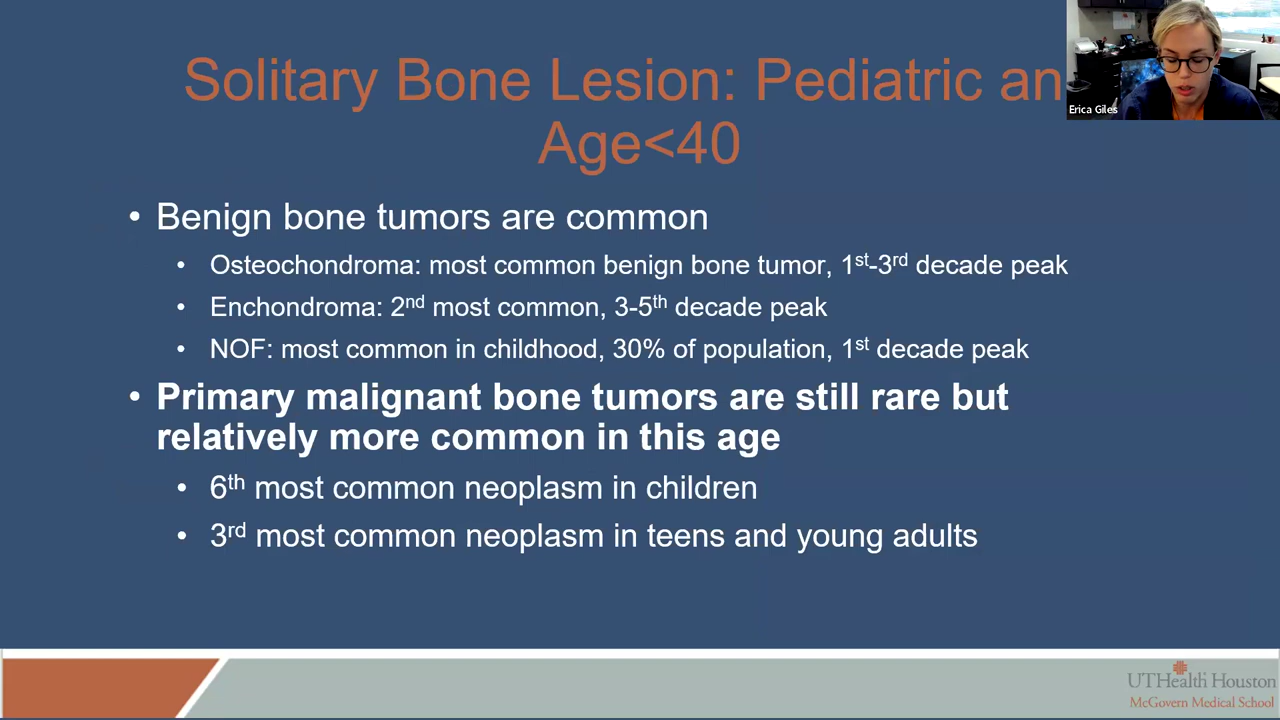 Solitary Bone Lesion: Pediatric an
Age<40
Erica Giles
• Benign bone tumors are common
• Osteochondroma: most common benign bone tumor, 1st-3rd decade peak
• Enchondroma: 2nd most common, 3-5th decade peak
• NOF: most common in childhood, 30% of population, 1st decade peak
• Primary malignant bone tumors are still rare but
relatively more common in this age
• 6th most common neoplasm in children
• 3rd most common neoplasm in teens and young adults
UTHealth Houston
McGovern Medical School